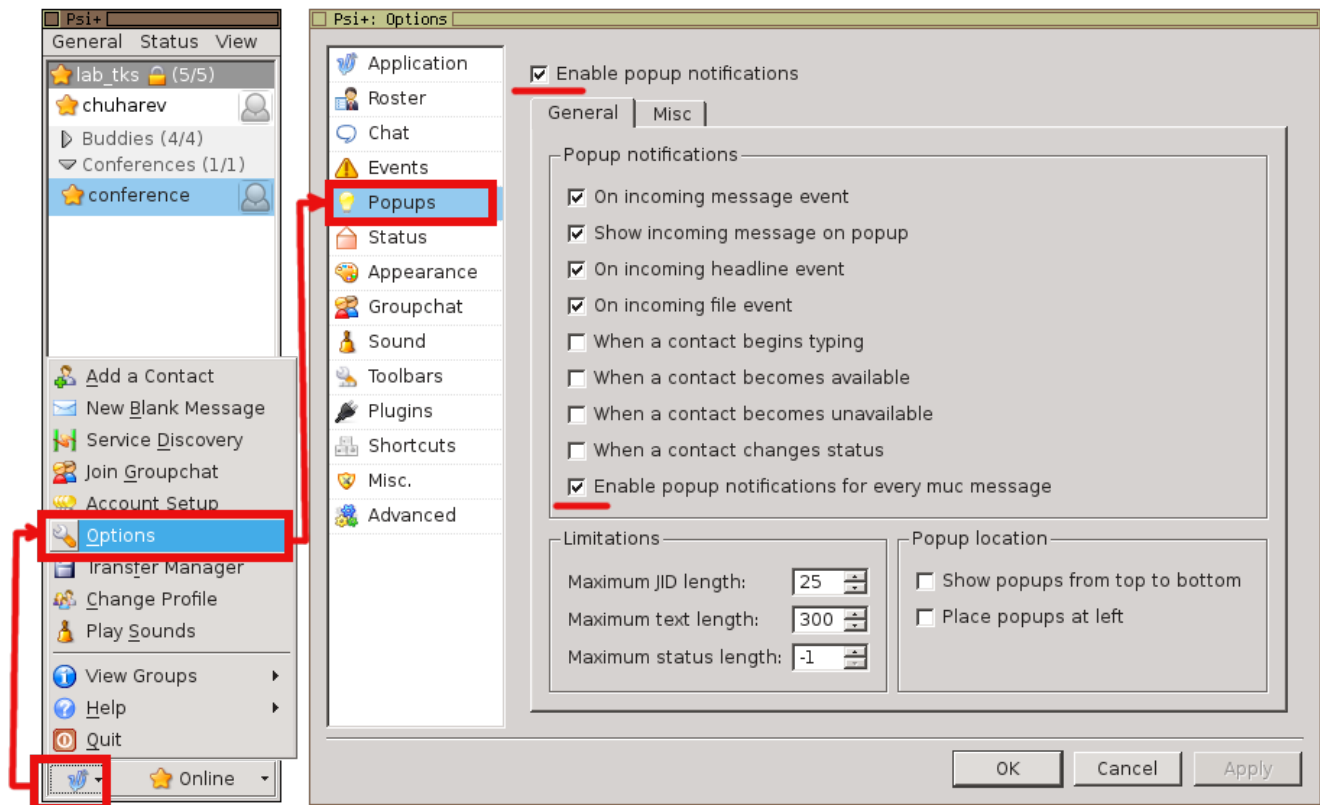 Psi+
General Status View
lab_tks (5/5)
chuharev
Buddies (4/4)
Conferences (1/1)
conference
Add a Contact
New Blank Message
Service Discovery
Join Groupchat
Account Setup
Options
Transfer Manager
Change Profile
Play Sounds
View Groups
Help
Quit
Online
Psi+: Options
Application
Roster
Chat
Events
Popups
Status
Appearance
Groupchat
Sound
Toolbars
Plugins
Shortcuts
Misc.
Advanced
Enable popup notifications
General Misc
Popup notifications
On incoming message event
Show incoming message on popup
On incoming headline event
On incoming file event
When a contact begins typing
When a contact becomes available
When a contact becomes unavailable
When a contact changes status
Enable popup notifications for every muc message
Limitations
Maximum JID length: 25
Maximum text length: 300
Maximum status length: -1
Popup location
Show popups from top to bottom
Place popups at left
OK Cancel Apply